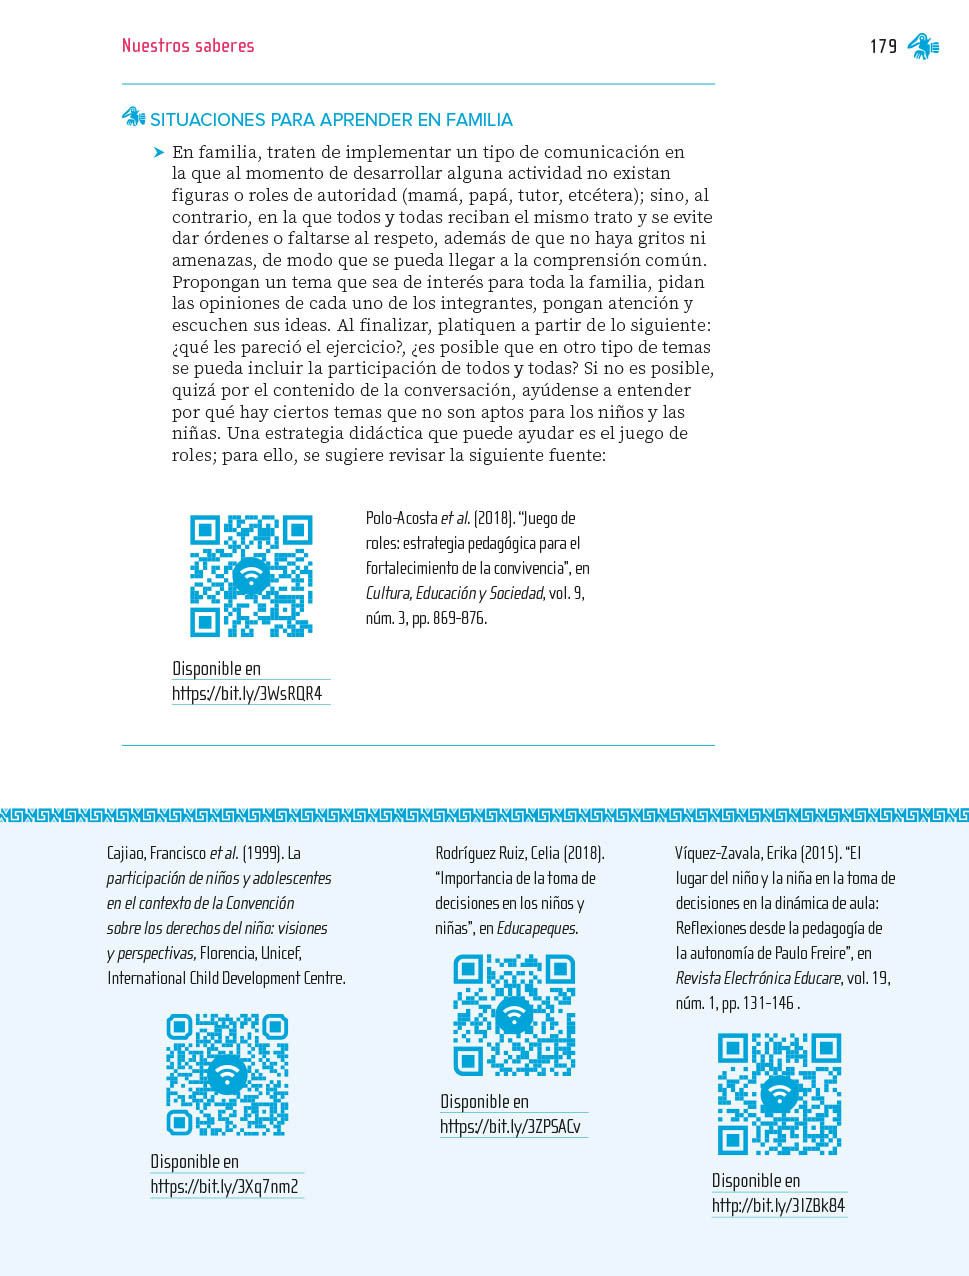 Nuestros saberes
179
SITUACIONES PARA APRENDER EN FAMILIA
➤ En familia, traten de implementar un tipo de comunicación en
la que al momento de desarrollar alguna actividad no existan
figuras o roles de autoridad (mamá, papá, tutor, etcétera); sino, al
contrario, en la que todos y todas reciban el mismo trato y se evite
dar órdenes o faltarse al respeto, además de que no haya gritos ni
amenazas, de modo que se pueda llegar a la comprensión común.
Propongan un tema que sea de interés para toda la familia, pidan
las opiniones de cada uno de los integrantes, pongan atención y
escuchen sus ideas. Al finalizar, platiquen a partir de lo siguiente:
¿qué les pareció el ejercicio?, ¿es posible que en otro tipo de temas
se pueda incluir la participación de todos y todas? Si no es posible,
quizá por el contenido de la conversación, ayúdense a entender
por qué hay ciertos temas que no son aptos para los niños y las
niñas. Una estrategia didáctica que puede ayudar es el juego de
roles; para ello, se sugiere revisar la siguiente fuente:
Polo-Acosta et al. (2018). “Juego de
roles: estrategia pedagógica para el
fortalecimiento de la convivencia”, en
Cultura, Educación y Sociedad, vol. 9,
núm. 3, pp. 869-876.
Disponible en
https://bit.ly/3WsRQR4
Cajiao, Francisco et al. (1999). La
participación de niños y adolescentes
en el contexto de la Convención
sobre los derechos del niño: visiones
y perspectivas, Florencia, Unicef,
International Child Development Centre.
Disponible en
https://bit.ly/3Xq7nm2
Rodríguez Ruiz, Celia (2018).
“Importancia de la toma de
decisiones en los niños y
niñas”, en Educapeques.
Disponible en
https://bit.ly/3ZPSACv
Víquez-Zavala, Erika (2015). “El
lugar del niño y la niña en la toma de
decisiones en la dinámica de aula:
Reflexiones desde la pedagogía de
la autonomía de Paulo Freire”, en
Revista Electrónica Educare, vol. 19,
núm. 1, pp. 131-146 .
Disponible en
http://bit.ly/3IZBk84